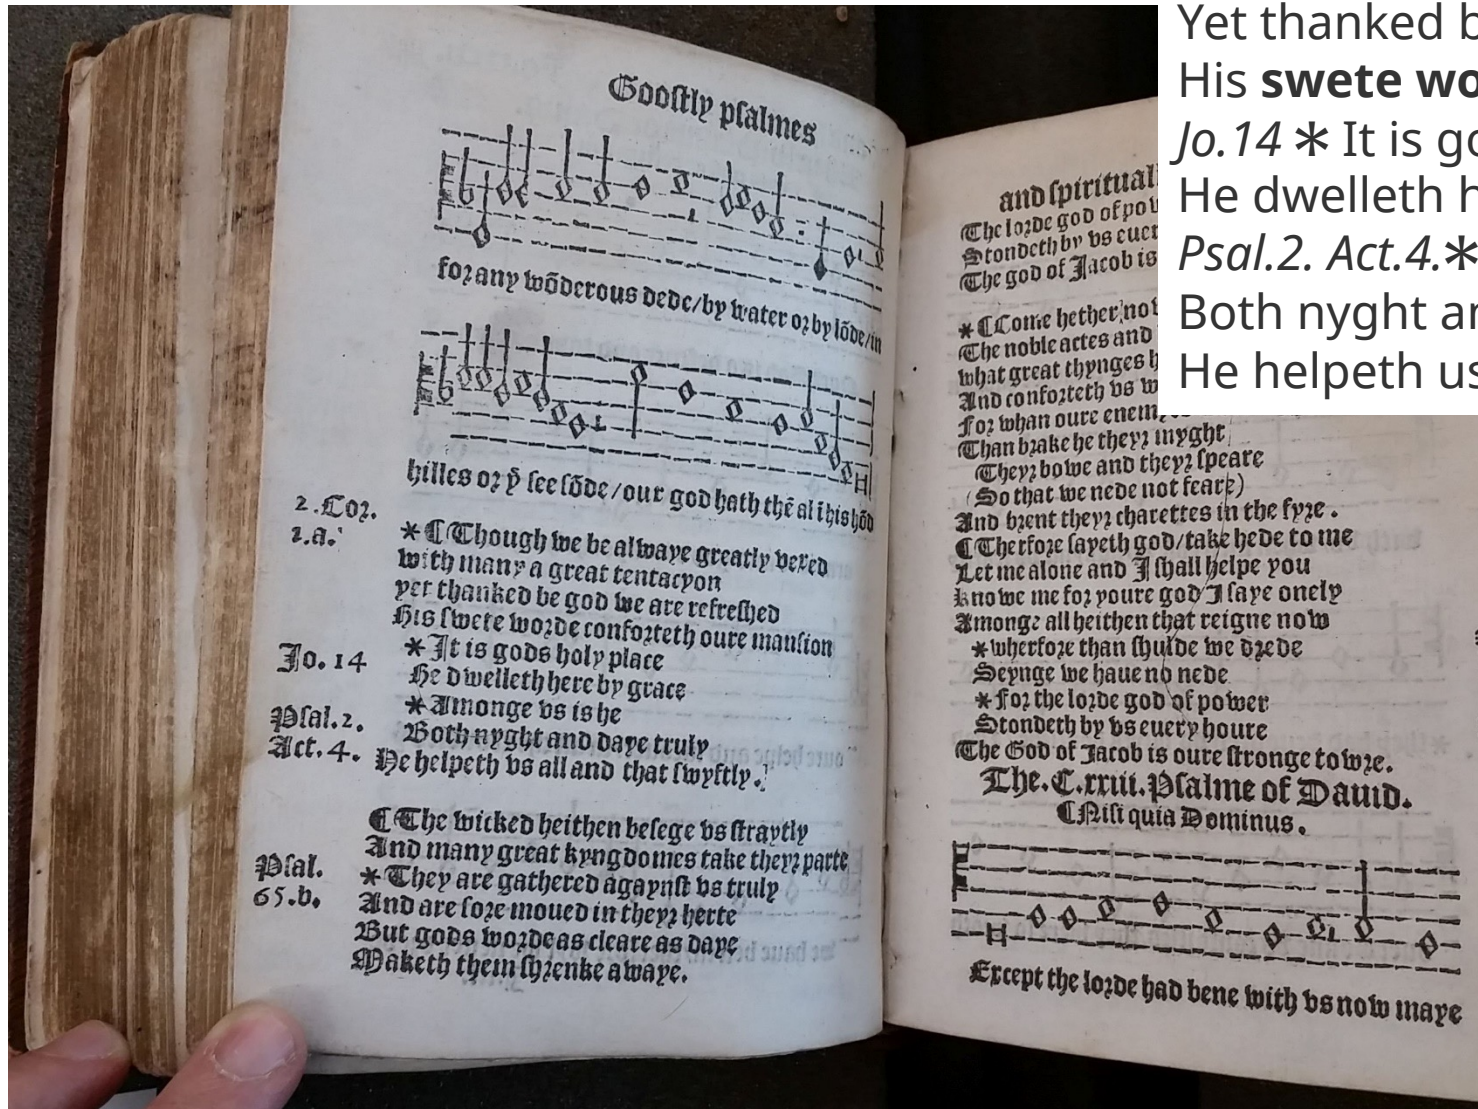 Goostly psalmes
for any wōderous dede/by water or by lōde/in
hilles or ẏ see sōde/our god hath thē al ī his hōd
2.Cor.
1.a.
*¶Though we be alwaye greatly vexed
with many a great tentacyon
yet thanked be god we are refreshed
His swete worde conforteth oure mansion
Jo. 14
*It is gods holy place
He dwelleth here by grace
*Amonge vs is he
Psal.2.
Both nyght and daye truly
Act. 4.
He helpeth vs all and that swyftly.
¶The wicked heithen besege vs straytly
And many great kyngdomes take theyr parte
Psal.
65.b.
*They are gathered agaynst vs truly
And are sore moued in theyr herte
But gods worde as cleare as daye
Maketh them shrenke awaye.
and spirituall
The lorde god of pow
Stondeth by vs euer
The god of Jacob is
*¶Come hether no
The noble actes and
what great thynges h
And conforteth vs w
For whan oure enem
Than brake he theyr myght
Theyr bowe and theyr speare
(So that we nede not feare)
And brent theyr charettes in the fyre.
¶Therfore sayeth god/take hede to me
Let me alone and I shall helpe you
knowe me for youre god I saye onely
Amonge all heithen that reigne now
*wherfore than shulde we drede
Seynge we haue no nede
*For the lorde god of power
Stondeth by vs euery houre
The God of Jacob is oure stronge towre.
The.C.xxiii.Psalme of Dauid.
¶Nisi quia Dominus.
Except the lorde had bene with vs now maye
Yet thanked b
His swete wo
Jo.14 * It is go
He dwelleth h
Psal.2. Act.4.*
Both nyght an
He helpeth us